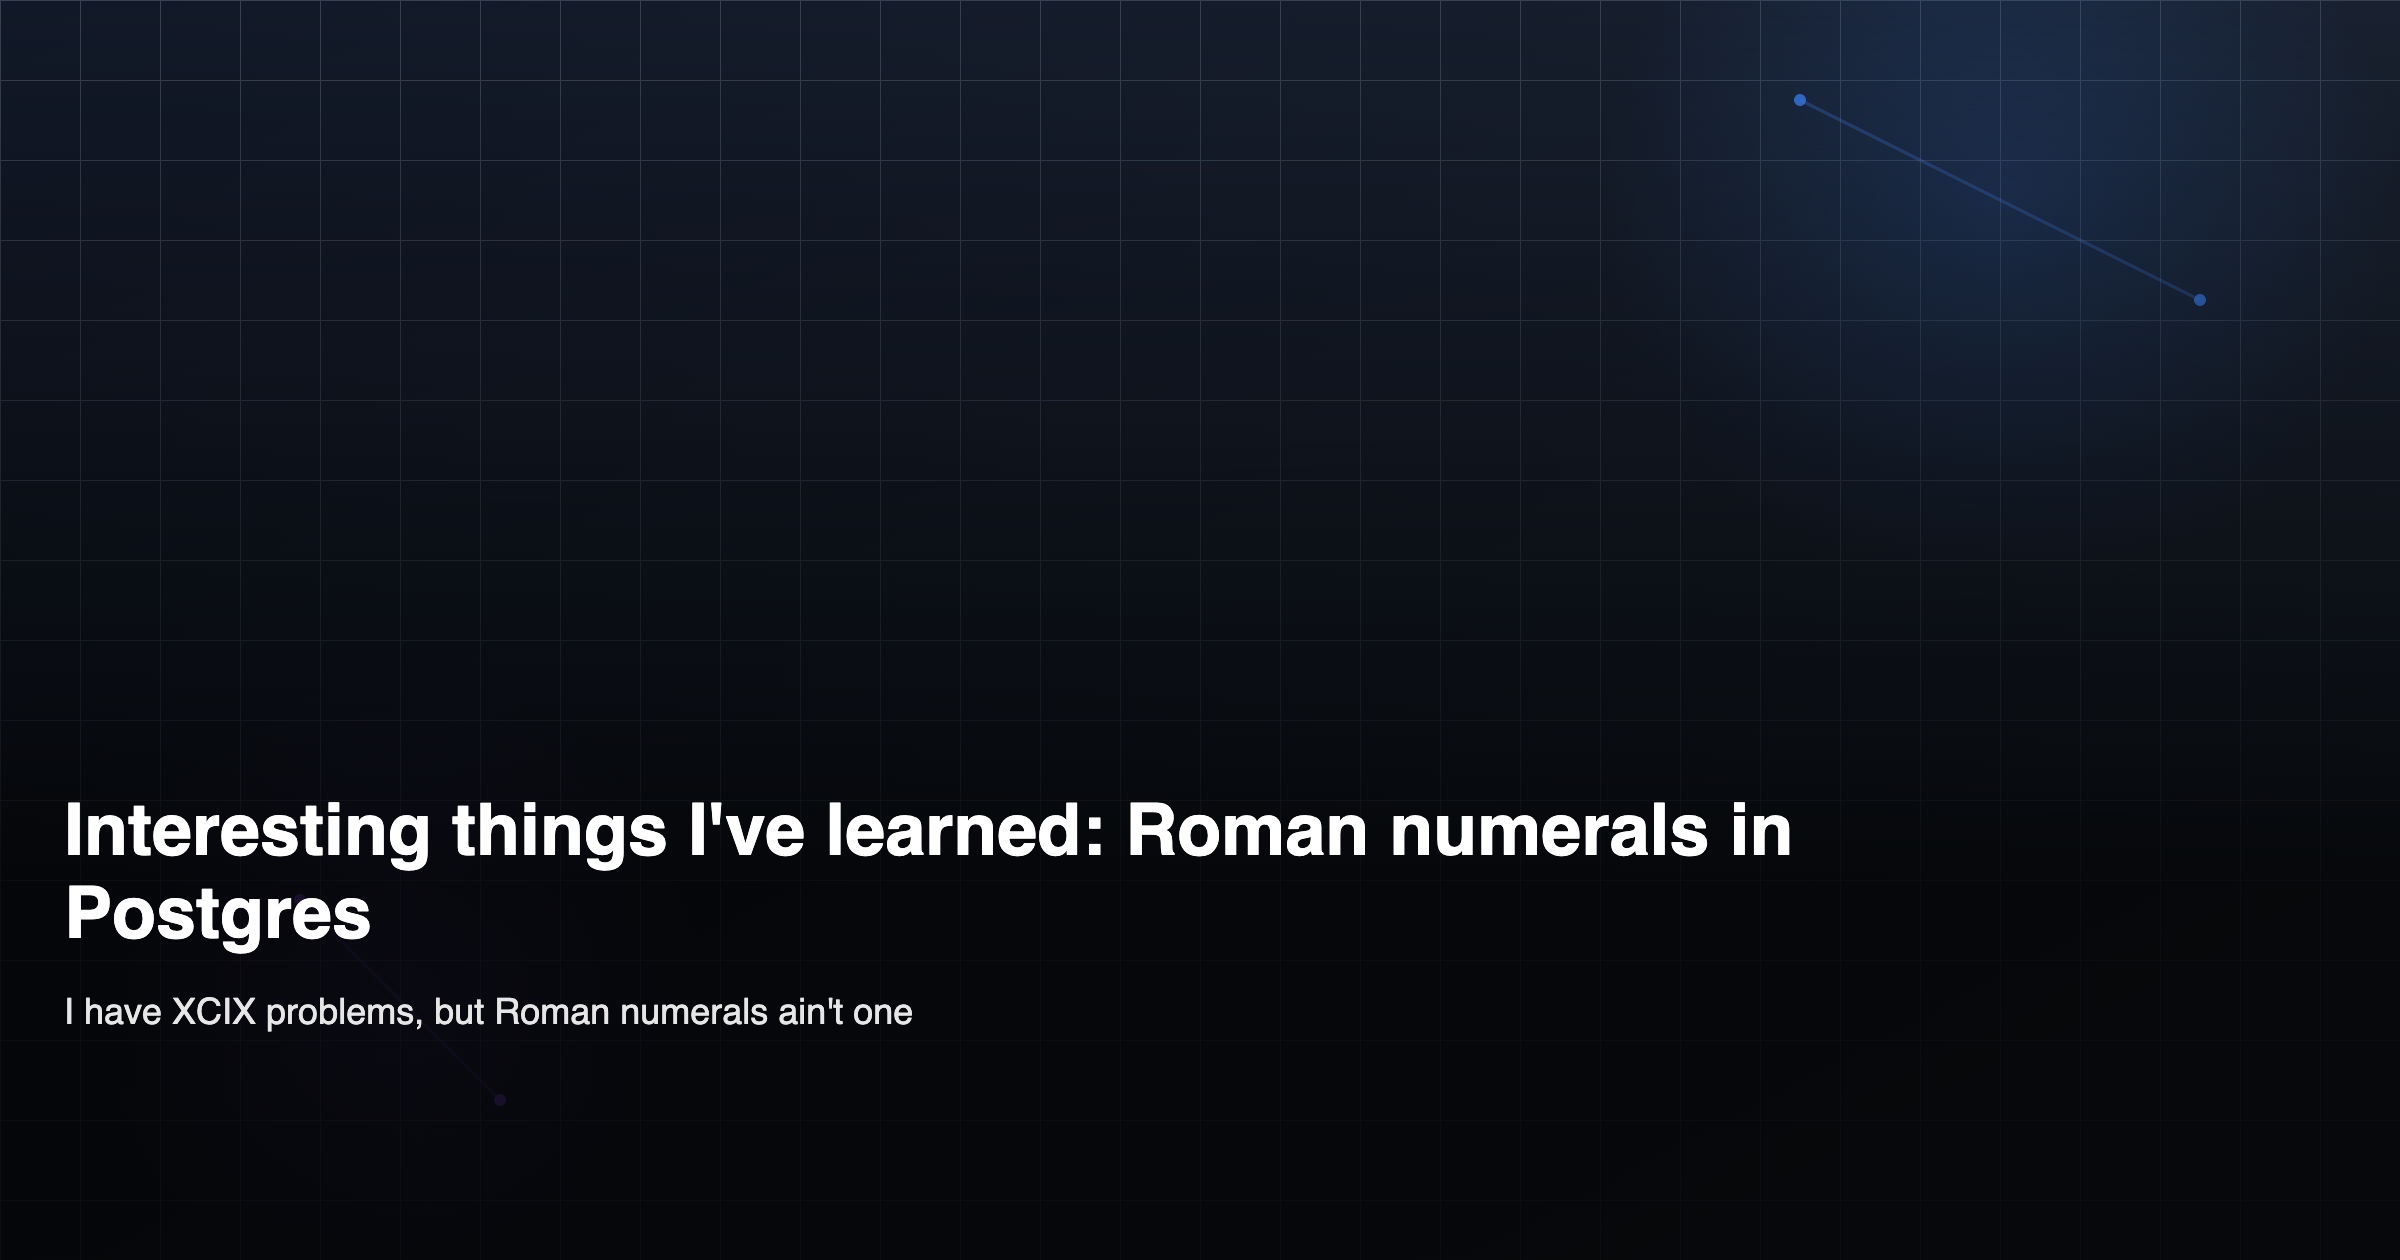 Interesting things I've learned: Roman numerals in
Postgres
I have XCIX problems, but Roman numerals ain't one